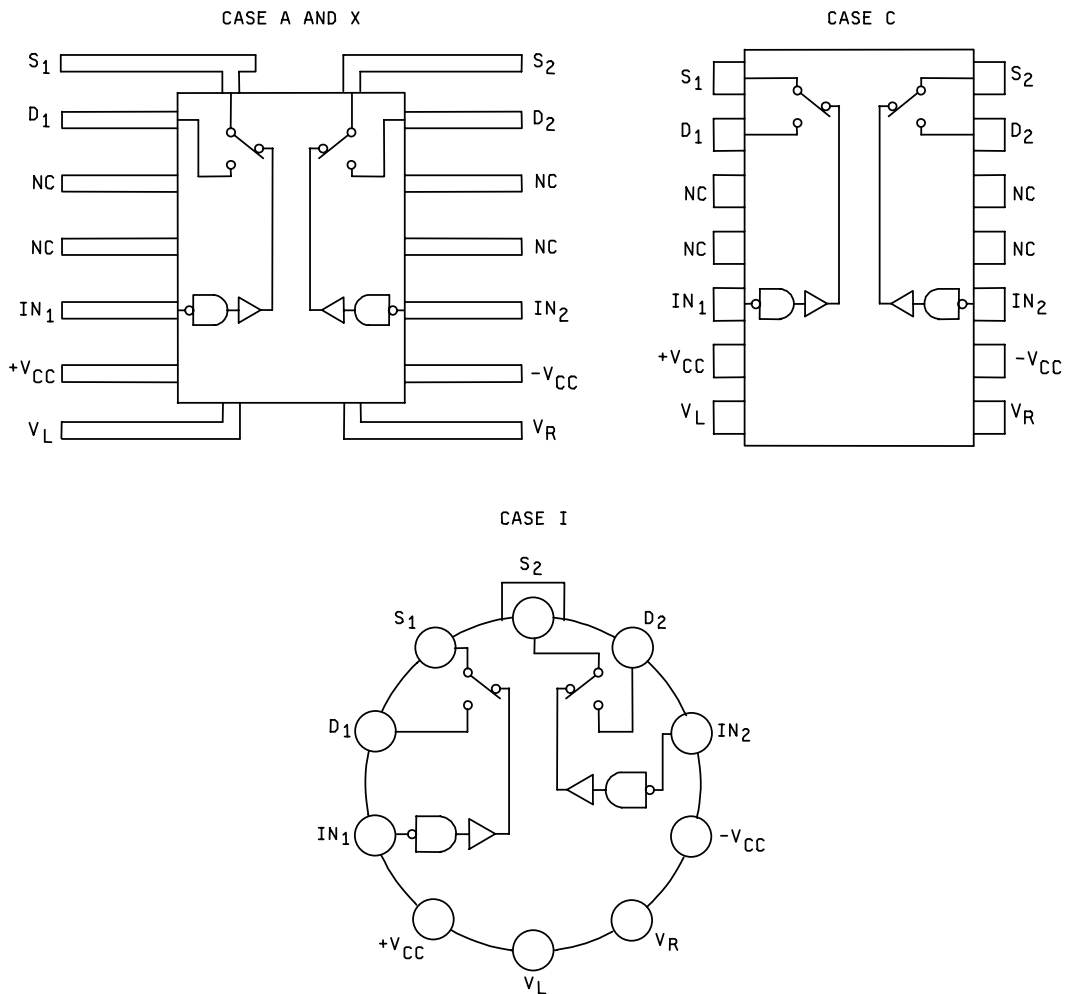 CASE A AND X
S1 S2
D1 D2
NC NC
NC NC
IN1 IN2
+VCC -VCC
VL VR
CASE C
S1 S2
D1 D2
NC NC
NC NC
IN1 IN2
+VCC -VCC
VL VR
CASE I
S2
S1 D2
D1 IN2
IN1 -VCC
+VCC VR
VL